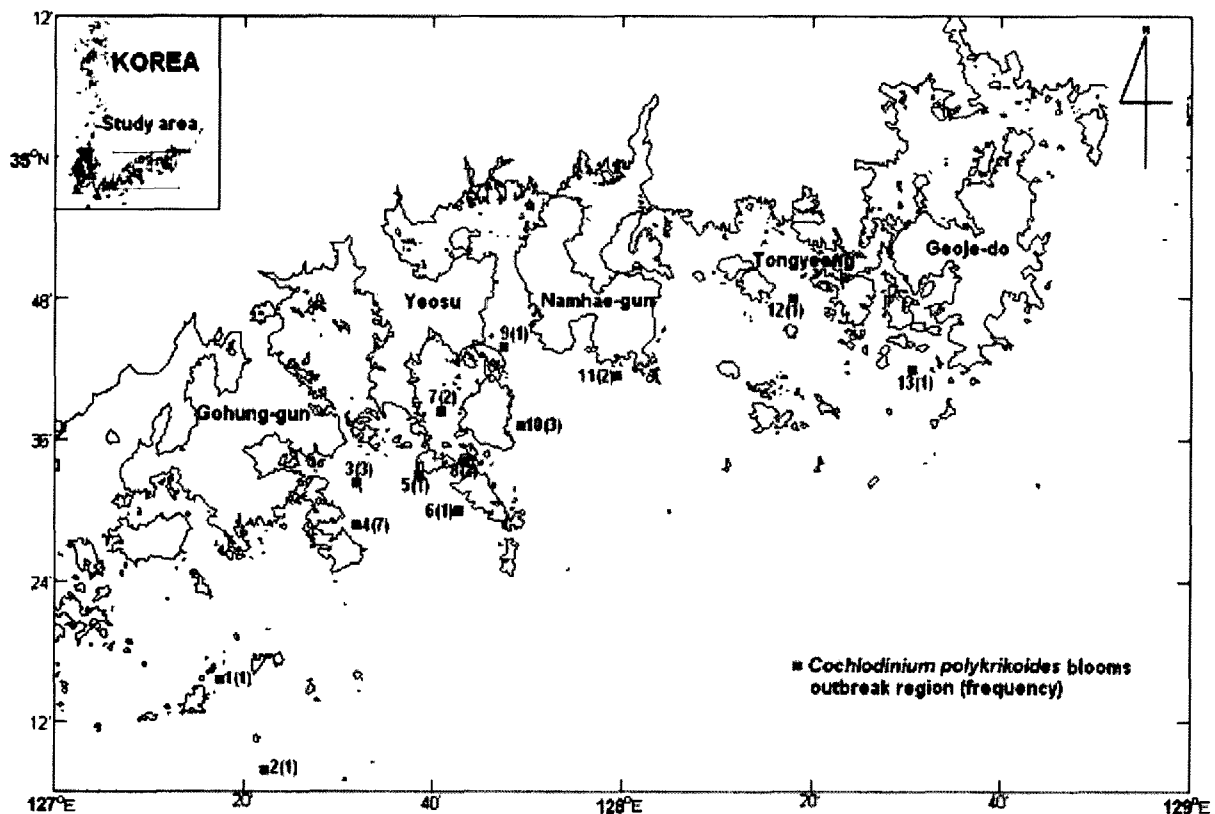 12'
KOREA
Study area
35°N
Geoje-do
Tongyeong
48'
Yeosu
Namhae-gun
12(1)
9(1)
11(2)
13(1)
7(2)
Gohung-gun
10(3)
36'
3(3)
5(1)
6(1)
4(7)
24'
1(1)
Cochlodinium polykrikoides blooms
outbreak region (frequency)
12'
2(1)
127°E
20'
40'
128°E
20'
40'
129°E